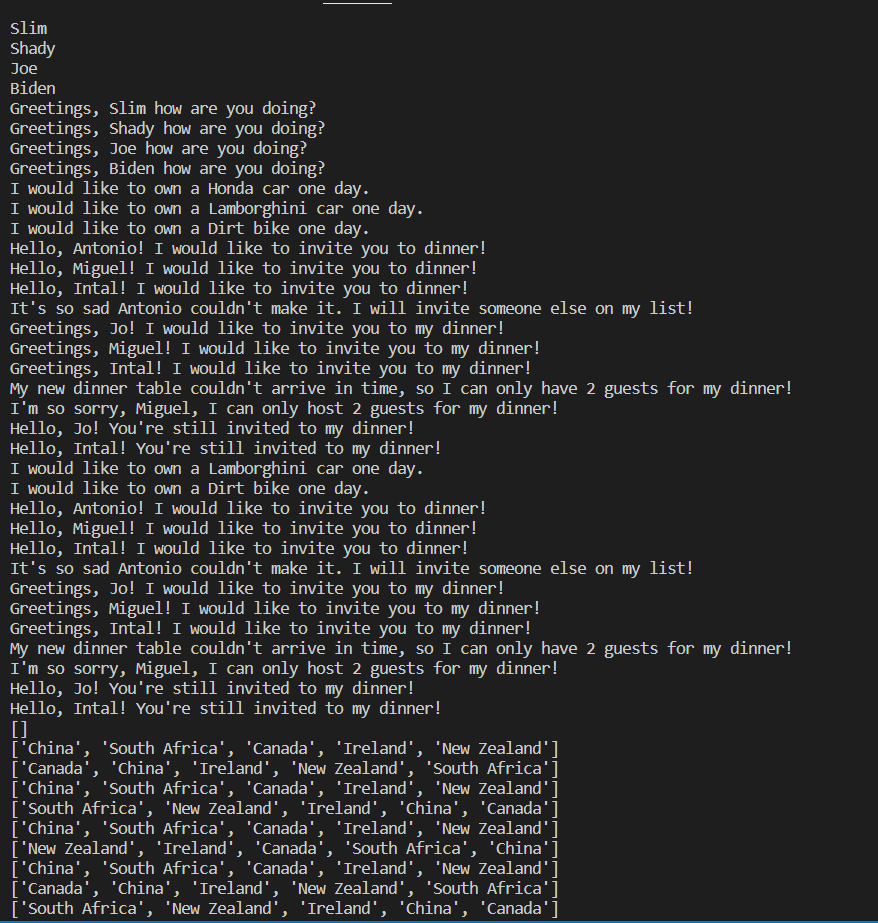 Slim
Shady
Joe
Biden
Greetings, Slim how are you doing?
Greetings, Shady how are you doing?
Greetings, Joe how are you doing?
Greetings, Biden how are you doing?
I would like to own a Honda car one day.
I would like to own a Lamborghini car one day.
I would like to own a Dirt bike one day.
Hello, Antonio! I would like to invite you to dinner!
Hello, Miguel! I would like to invite you to dinner!
Hello, Intal! I would like to invite you to dinner!
It's so sad Antonio couldn't make it. I will invite someone else on my list!
Greetings, Jo! I would like to invite you to my dinner!
Greetings, Miguel! I would like to invite you to my dinner!
Greetings, Intal! I would like to invite you to my dinner!
My new dinner table couldn't arrive in time, so I can only have 2 guests for my dinner!
I'm so sorry, Miguel, I can only host 2 guests for my dinner!
Hello, Jo! You're still invited to my dinner!
Hello, Intal! You're still invited to my dinner!
I would like to own a Lamborghini car one day.
I would like to own a Dirt bike one day.
Hello, Antonio! I would like to invite you to dinner!
Hello, Miguel! I would like to invite you to dinner!
Hello, Intal! I would like to invite you to dinner!
It's so sad Antonio couldn't make it. I will invite someone else on my list!
Greetings, Jo! I would like to invite you to my dinner!
Greetings, Miguel! I would like to invite you to my dinner!
Greetings, Intal! I would like to invite you to my dinner!
My new dinner table couldn't arrive in time, so I can only have 2 guests for my dinner!
I'm so sorry, Miguel, I can only host 2 guests for my dinner!
Hello, Jo! You're still invited to my dinner!
Hello, Intal! You're still invited to my dinner!
[]
['China', 'South Africa', 'Canada', 'Ireland', 'New Zealand']
['Canada', 'China', 'Ireland', 'New Zealand', 'South Africa']
['China', 'South Africa', 'Canada', 'Ireland', 'New Zealand']
['South Africa', 'New Zealand', 'Ireland', 'China', 'Canada']
['China', 'South Africa', 'Canada', 'Ireland', 'New Zealand']
['New Zealand', 'Ireland', 'Canada', 'South Africa', 'China']
['China', 'South Africa', 'Canada', 'Ireland', 'New Zealand']
['Canada', 'China', 'Ireland', 'New Zealand', 'South Africa']
['South Africa', 'New Zealand', 'Ireland', 'China', 'Canada']